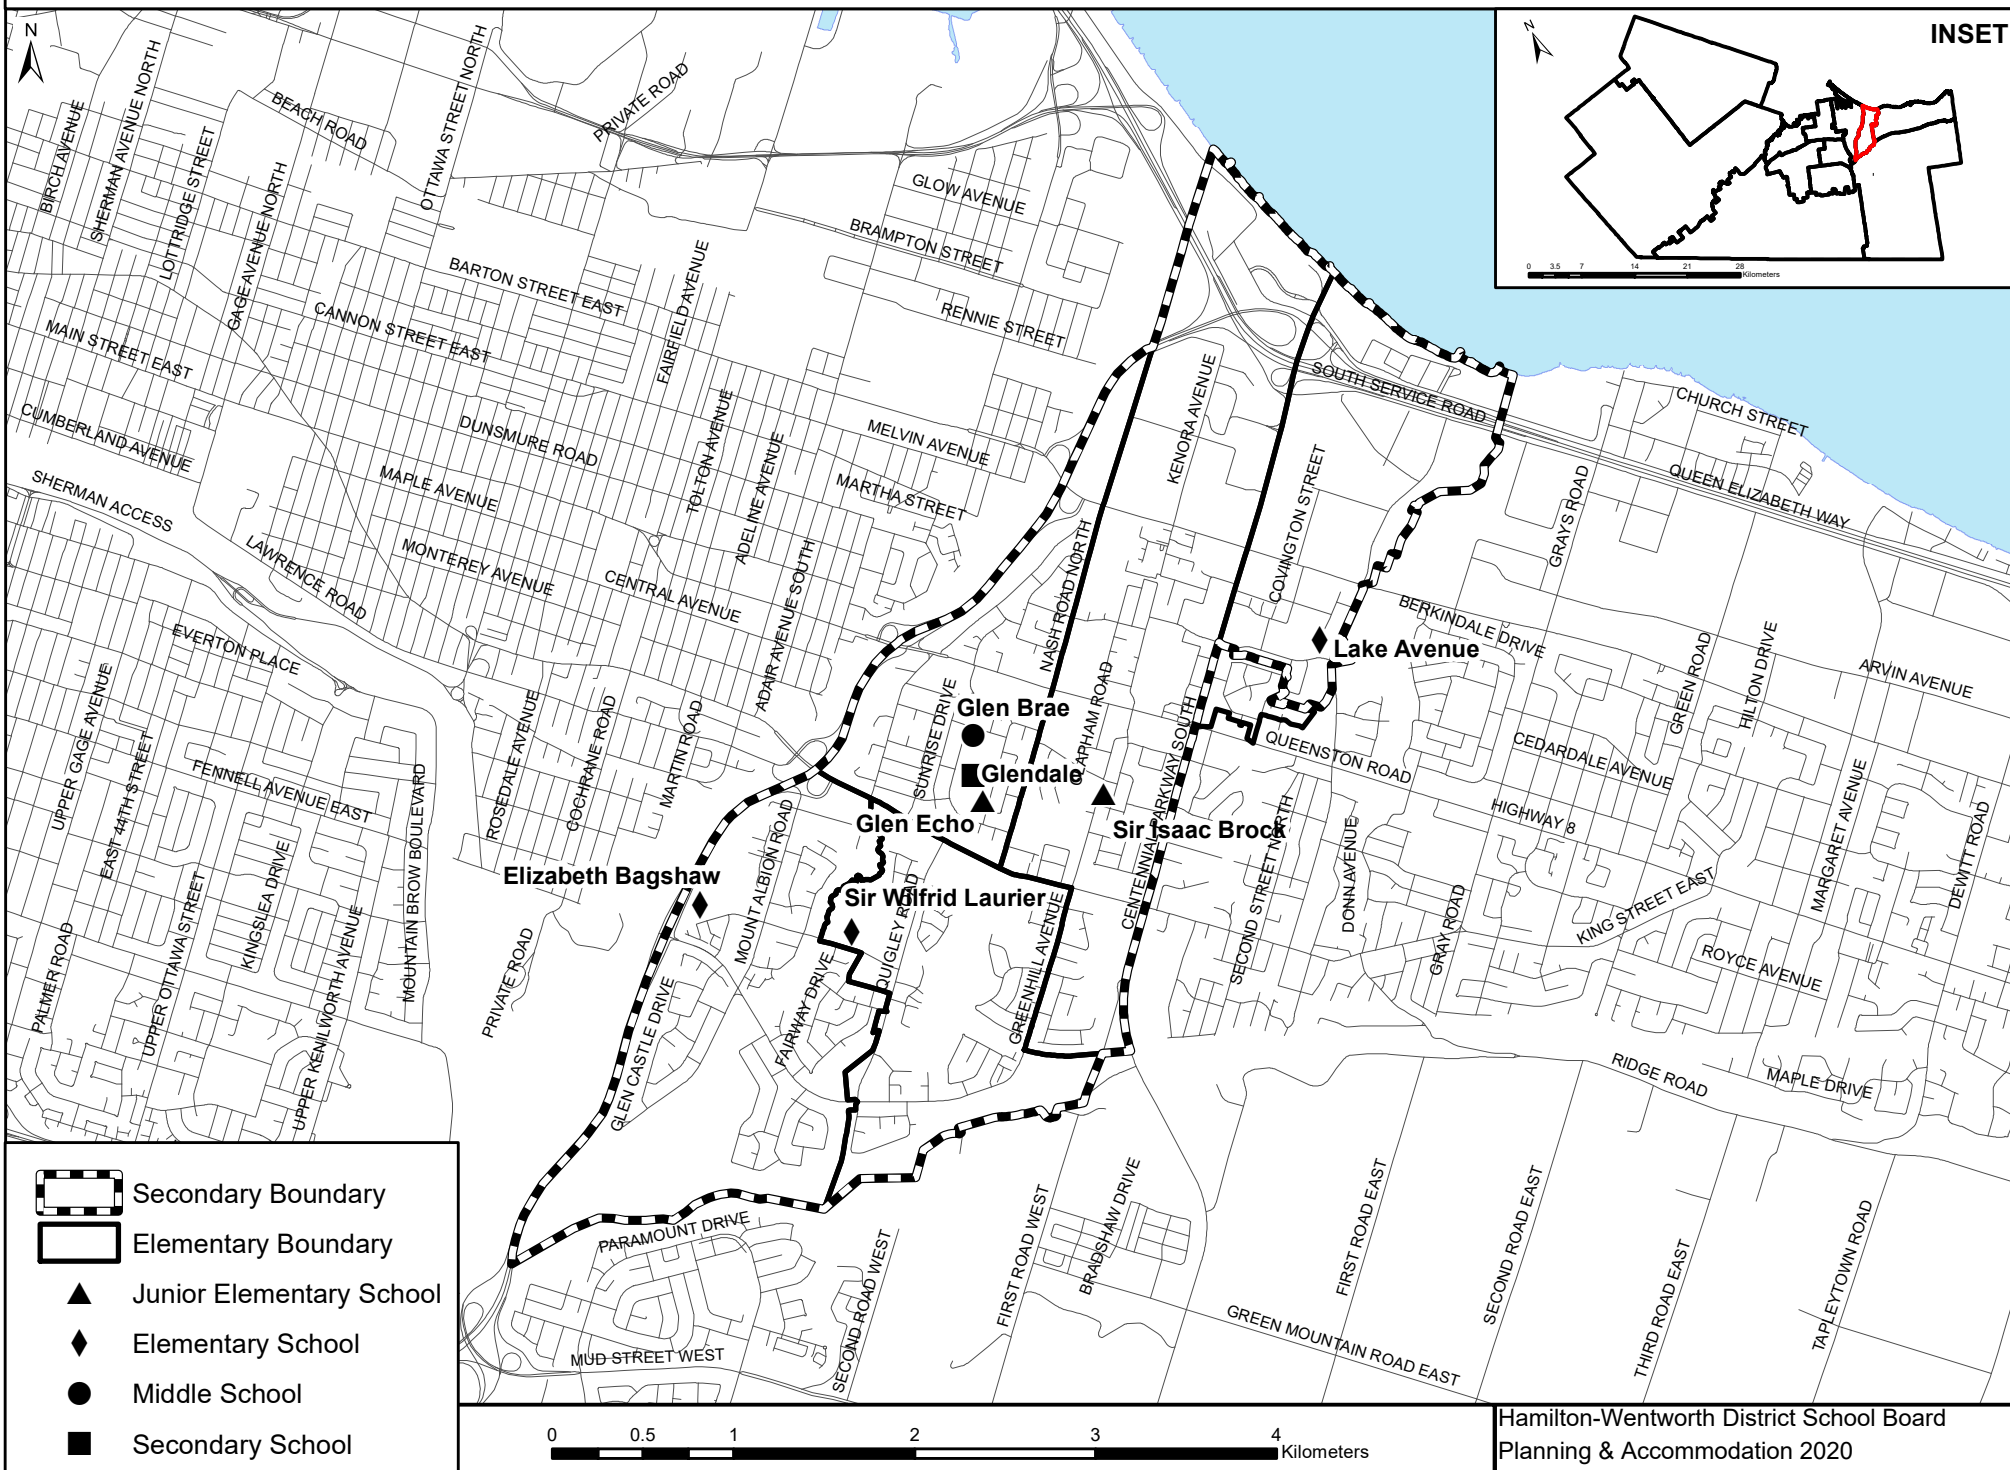 N
INSET
N
0 3.5 7 14 21 28
Kilometers
BIRCH AVENUE
SHERMAN AVENUE NORTH
LOTTRIDGE STREET
GAGE AVENUE NORTH
BEACH ROAD
OTTAWA STREET NORTH
PRIVATE ROAD
GLOW AVENUE
BRAMPTON STREET
RENNIE STREET
BARTON STREET EAST
FAIRFIELD AVENUE
CANNON STREET EAST
MAIN STREET EAST
CUMBERLAND AVENUE
DUNSMURE ROAD
MAPLE AVENUE
TOLTON AVENUE
ADELINE AVENUE
MELVIN AVENUE
MARTHA STREET
KENORA AVENUE
SOUTH SERVICE ROAD
CHURCH STREET
QUEEN ELIZABETH WAY
COVINGTON STREET
GRAYS ROAD
SHERMAN ACCESS
LAWRENCE ROAD
MONTEREY AVENUE
CENTRAL AVENUE
ADAIR AVENUE SOUTH
NASH ROAD NORTH
BERKINDALE DRIVE
GREEN ROAD
HILTON DRIVE
ARVIN AVENUE
EVERTON PLACE
Lake Avenue
UPPER GAGE AVENUE
EAST 44TH STREET
FENNELL AVENUE EAST
MOUNTAIN BROW BOULEVARD
ROSEDALE AVENUE
COCHRANE ROAD
MARTIN ROAD
SUNRISE DRIVE
Glen Brae
Glendale
CLAPHAM ROAD
CENTENNIAL PARKWAY SOUTH
QUEENSTON ROAD
CEDARDALE AVENUE
HIGHWAY 8
Glen Echo
Sir Isaac Brock
SECOND STREET NORTH
DONN AVENUE
MARGARET AVENUE
DEWITT ROAD
Elizabeth Bagshaw
MOUNT ALBION ROAD
Sir Wilfrid Laurier
QUIGLEY ROAD
GREENHILL AVENUE
GRAY ROAD
KING STREET EAST
ROYCE AVENUE
PALMER ROAD
UPPER OTTAWA STREET
KINGSLEA DRIVE
UPPER KENILWORTH AVENUE
PRIVATE ROAD
GLEN CASTLE DRIVE
FAIRWAY DRIVE
RIDGE ROAD
MAPLE DRIVE
PARAMOUNT DRIVE
MUD STREET WEST
SECOND ROAD WEST
FIRST ROAD WEST
BRADSHAW DRIVE
FIRST ROAD EAST
SECOND ROAD EAST
THIRD ROAD EAST
TAPLEYTOWN ROAD
GREEN MOUNTAIN ROAD EAST
Secondary Boundary
Elementary Boundary
Junior Elementary School
Elementary School
Middle School
Secondary School
0 0.5 1 2 3 4
Kilometers
Hamilton-Wentworth District School Board
Planning & Accommodation 2020